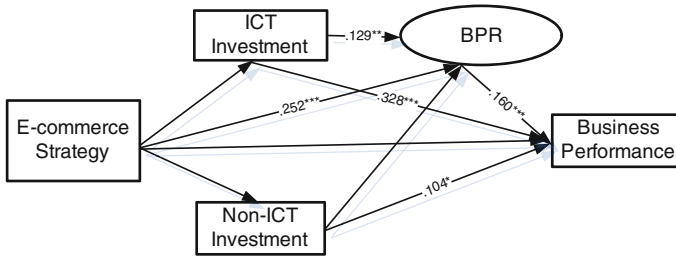 ICT
Investment
.129**
BPR
.252***
.328***
.160***
E-commerce
Strategy
Business
Performance
.104*
Non-ICT
Investment